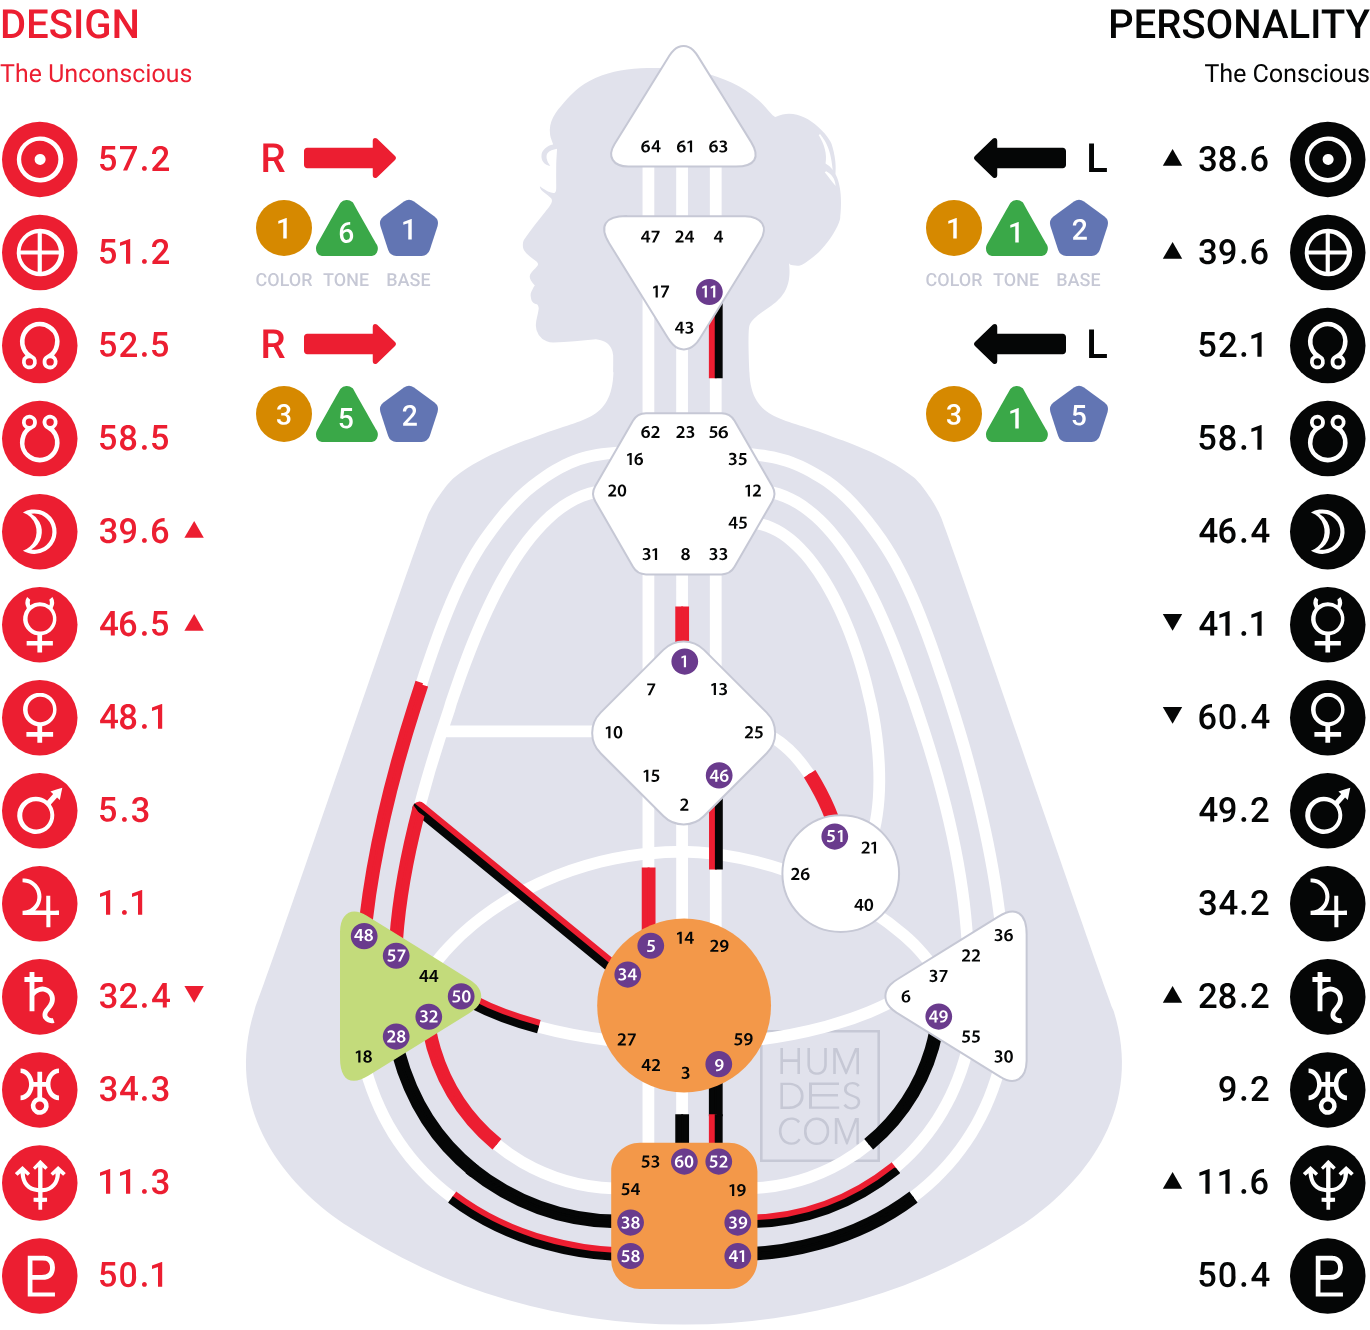 DESIGN
The Unconscious
57.2
51.2
52.5
58.5
39.6 ▲
46.5 ▲
48.1
5.3
1.1
32.4 ▼
34.3
11.3
50.1
R
1 6 1
COLOR TONE BASE
R
3 5 2
64 61 63
47 24 4
17 11
43
62 23 56
16 35
20 12
45
31 8 33
1
7 13
10 25
15 46
2
51
21
26
40
48
57
44
50
32
28
18
5 14 29
34
27 59
42 3 9
36
22
37
6
49
55
30
53 60 52
54 19
38 39
58 41
HUM
DES
COM
L
1 1 2
COLOR TONE BASE
L
3 1 5
PERSONALITY
The Conscious
▲ 38.6
▲ 39.6
52.1
58.1
46.4
▼ 41.1
▼ 60.4
49.2
34.2
▲ 28.2
9.2
▲ 11.6
50.4